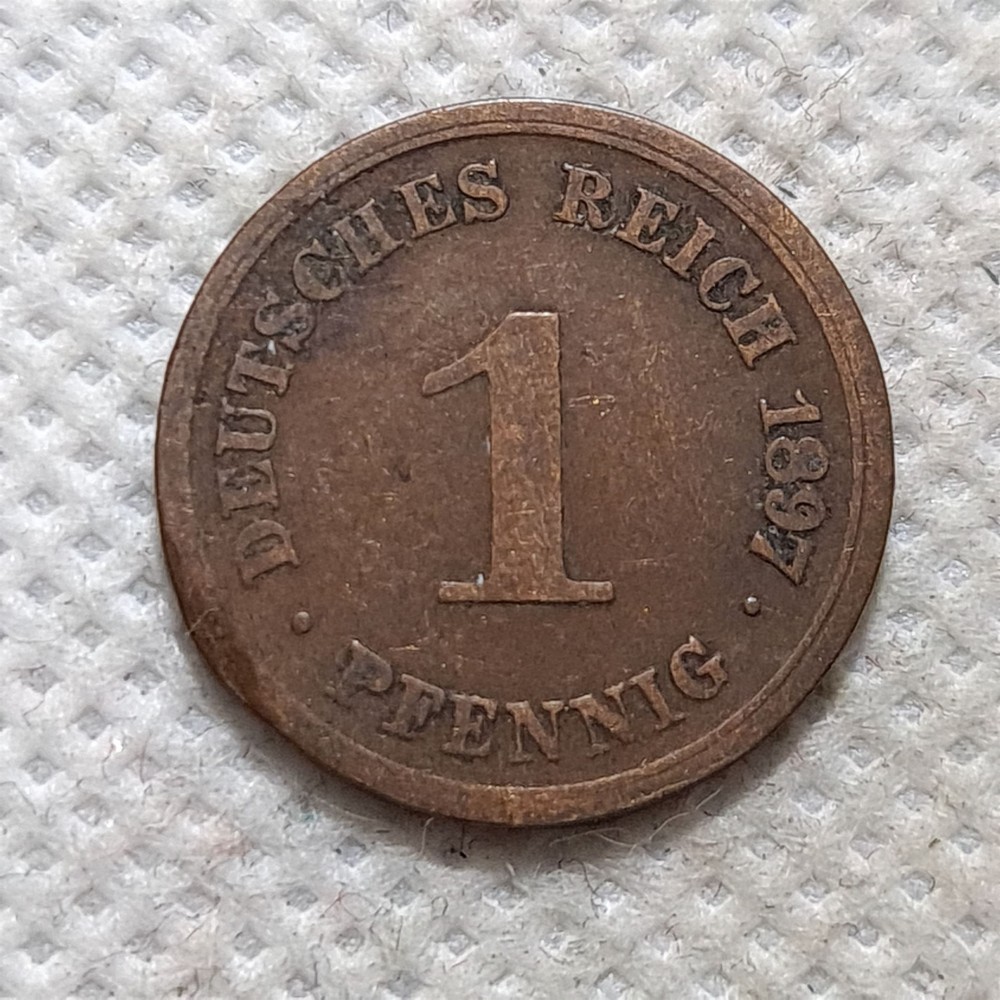 DEUTSCHES REICH 1897
1
· PFENNIG ·